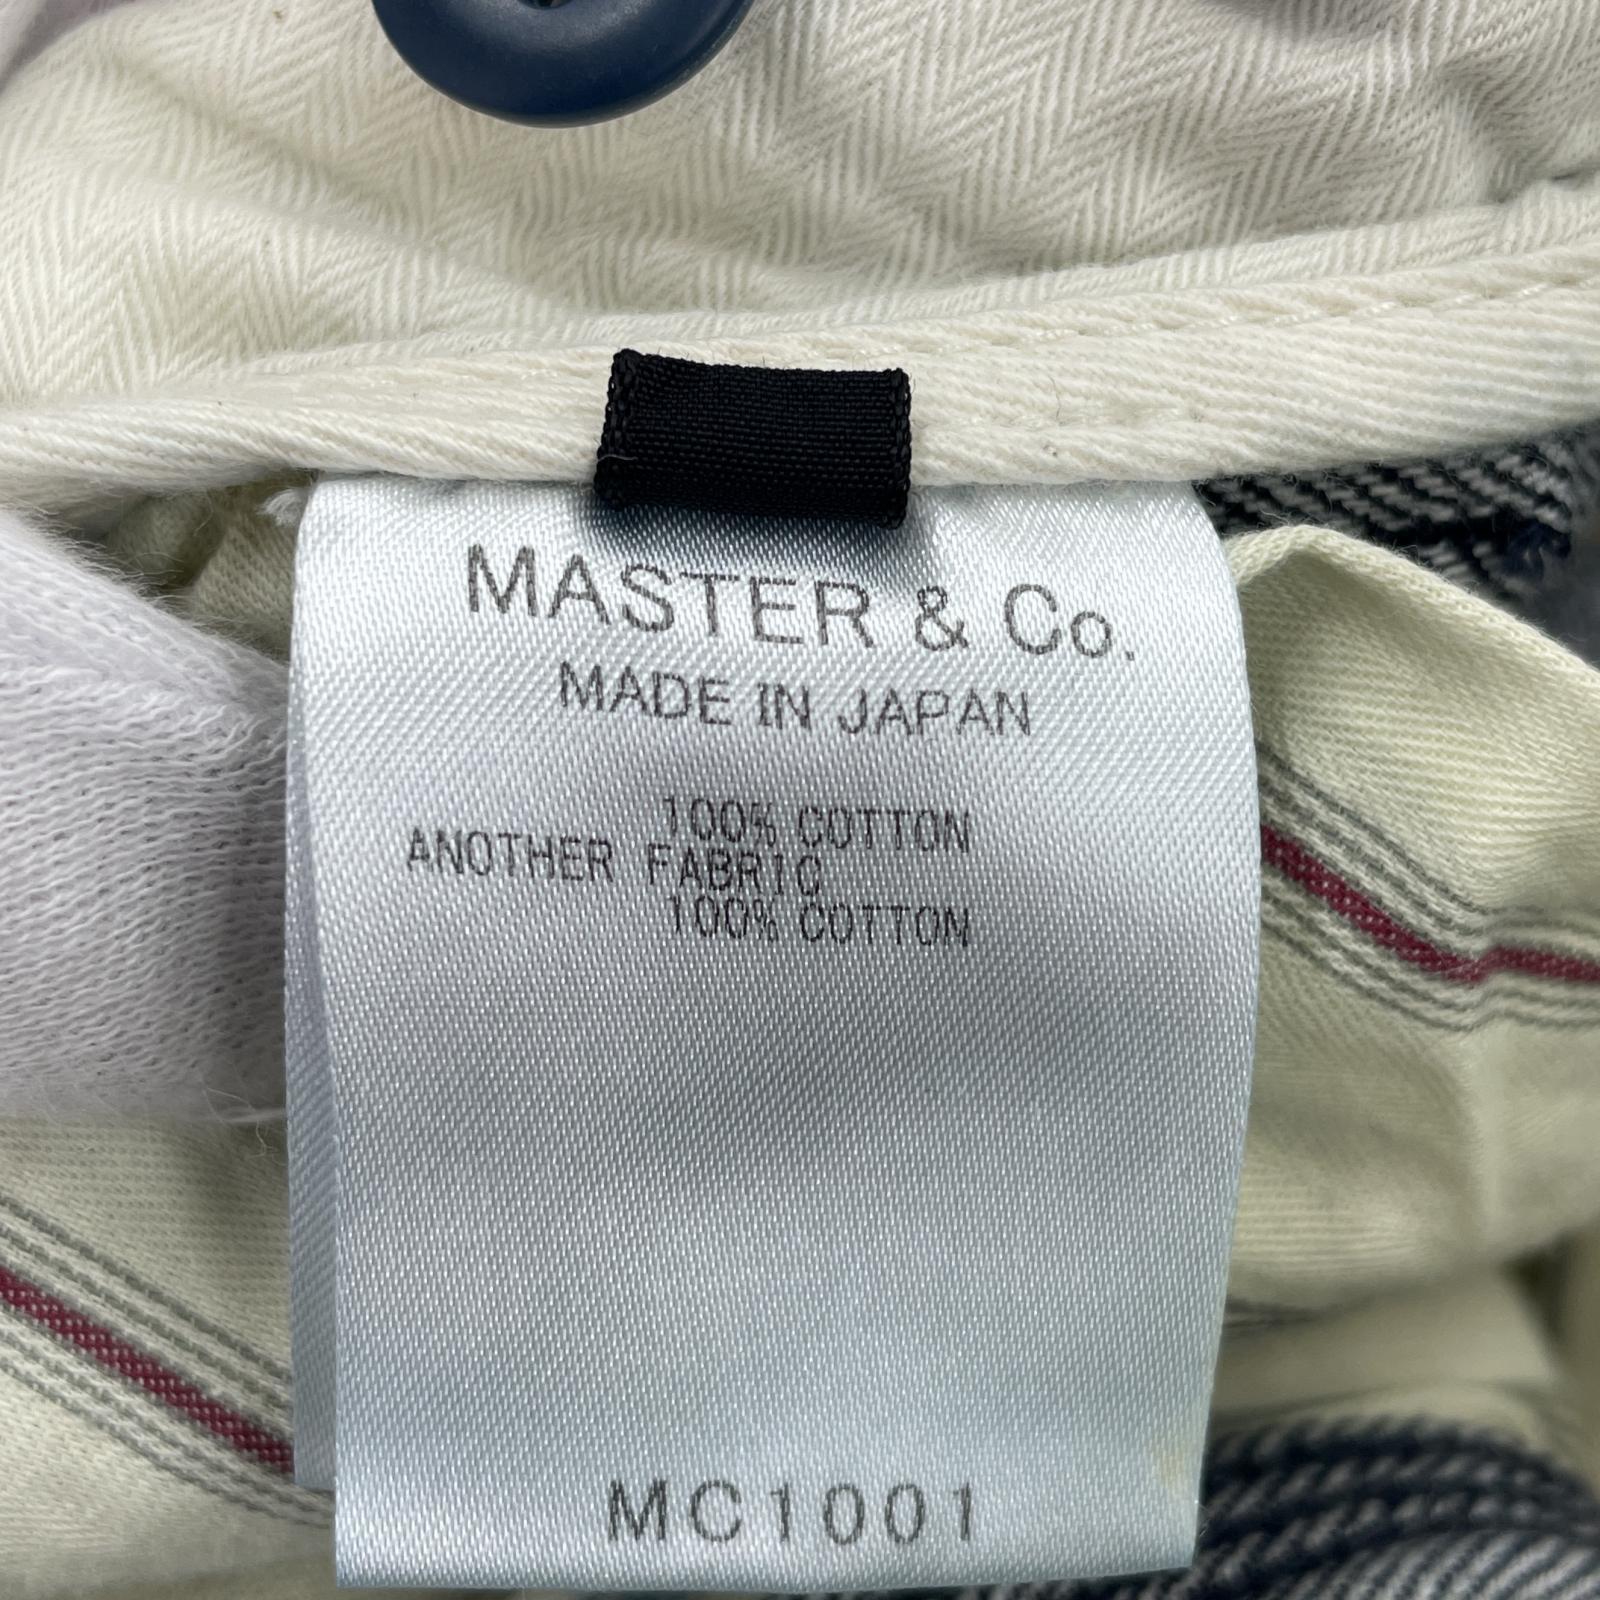 MASTER & Co.
MADE IN JAPAN
100% COTTON
ANOTHER FABRIC
100% COTTON
MC1001